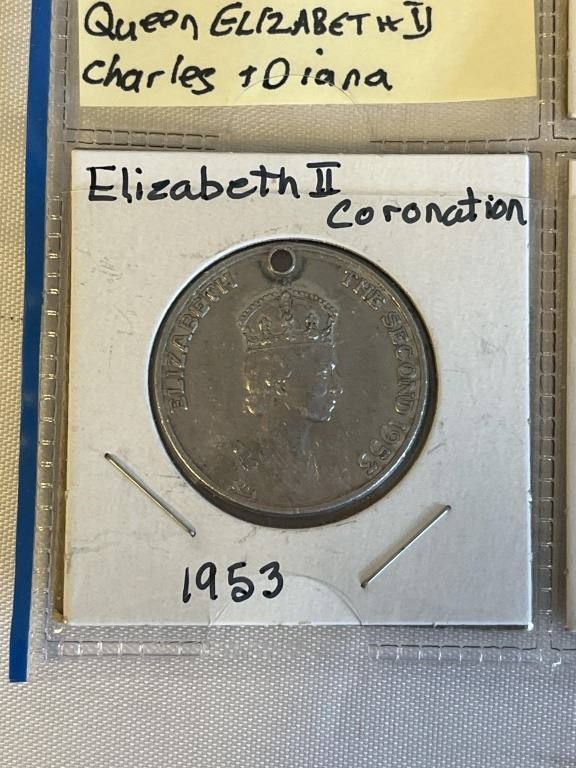 Queen ELIZABETH II
Charles + Diana
Elizabeth II
Coronation
ELIZABETH THE SECOND 1953
1953